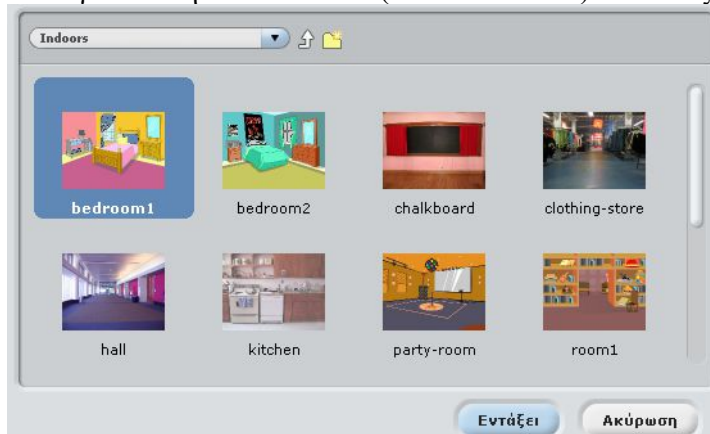 Indoors
bedroom1 bedroom2 chalkboard clothing-store
hall kitchen party-room room1
Εντάξει Ακύρωση